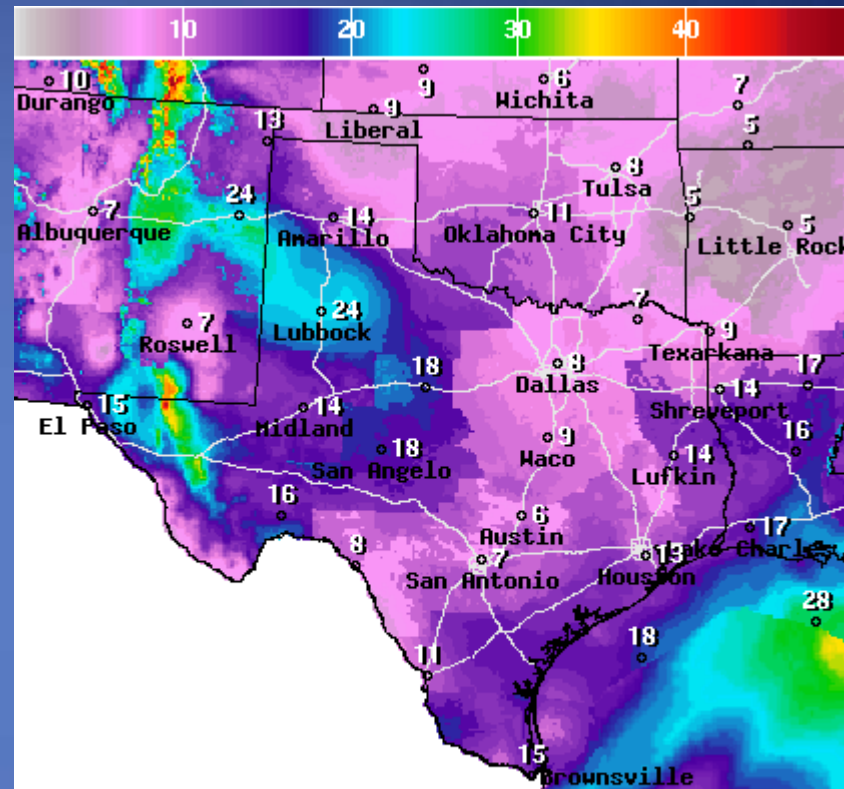 10 20 30 40
10 Durango
9
6 Wichita
9 Liberal
7
13
5
8 Tulsa
7 Albuquerque
24
14 Amarillo
11 Oklahoma City
5
5 Little Rock
24 Lubbock
7 Roswell
7
9 Texarkana
8 Dallas
18
17
14 Shreveport
15 El Paso
14 Midland
18 San Angelo
9 Waco
14 Lufkin
16
16
6 Austin
8
7 San Antonio
13 Houston
17 Lake Charles
28
18
11
15 Brownsville